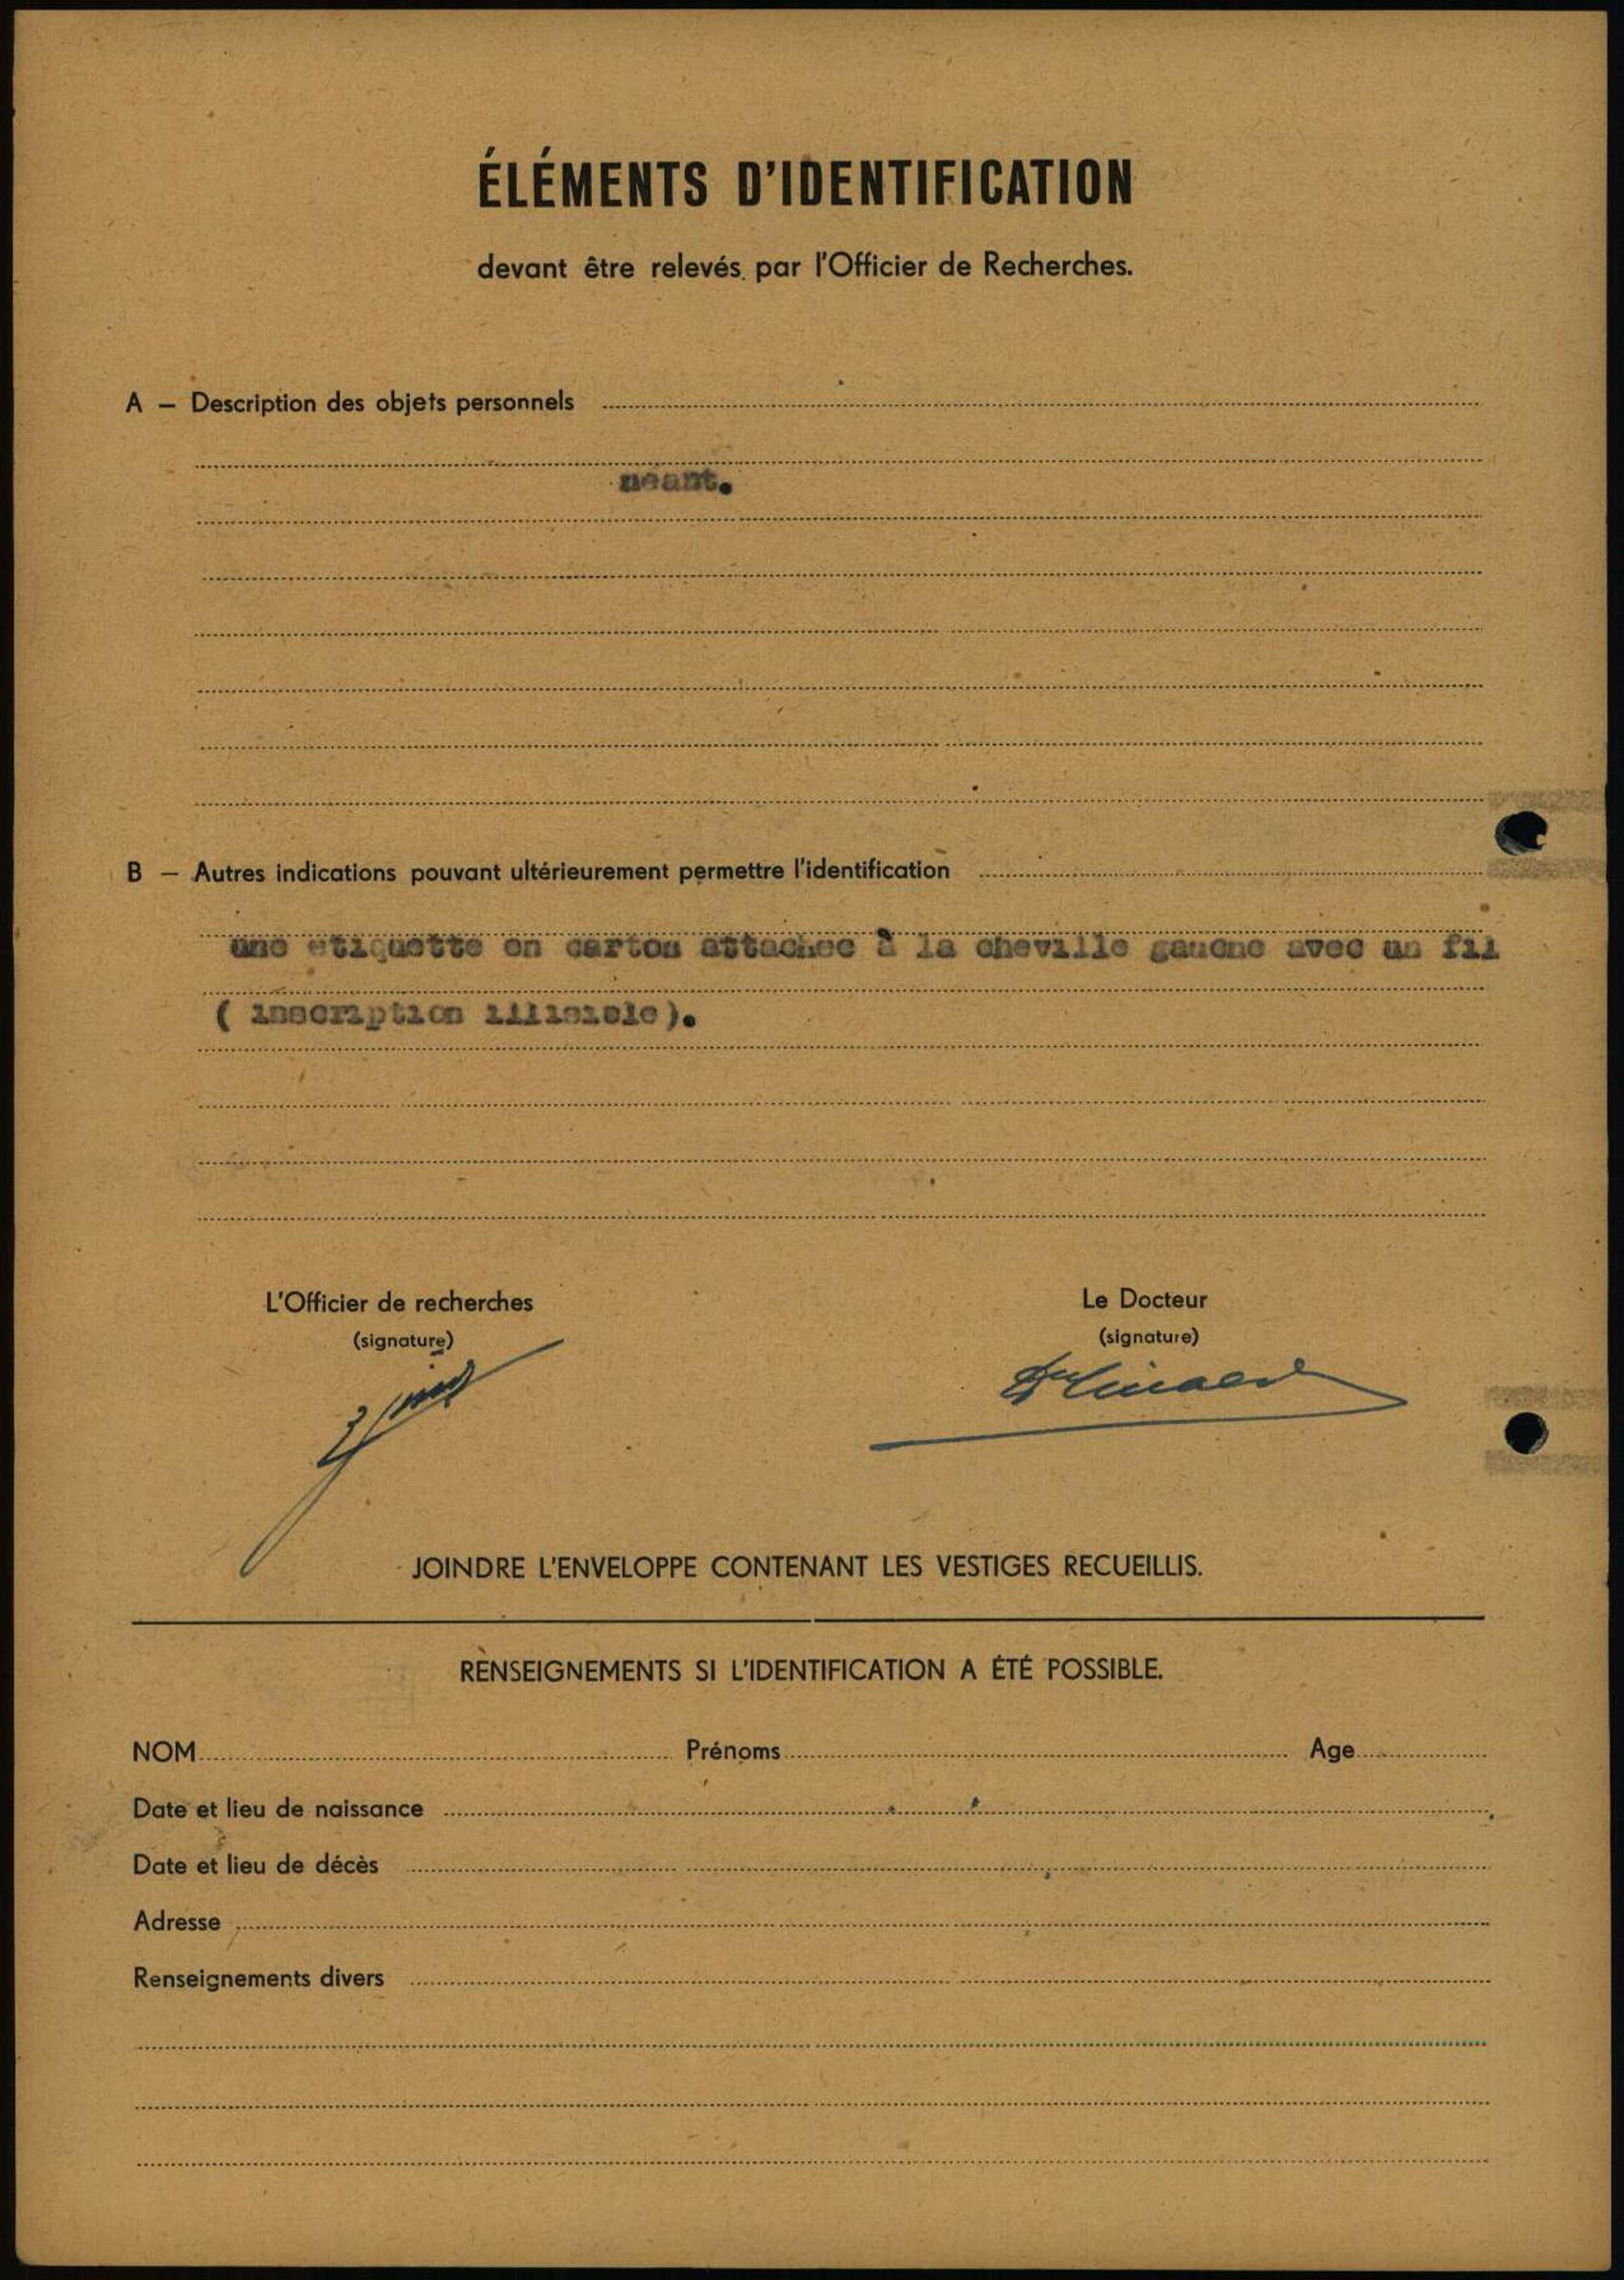 ÉLÉMENTS D'IDENTIFICATION
devant être relevés par l'Officier de Recherches.
A — Description des objets personnels
néant.
B — Autres indications pouvant ultérieurement permettre l'identification
une etiquette en carton attachee à la cheville gauche avec un fil
( inscription illisible).
L'Officier de recherches
(signature)
Le Docteur
(signature)
JOINDRE L'ENVELOPPE CONTENANT LES VESTIGES RECUEILLIS.
RENSEIGNEMENTS SI L'IDENTIFICATION A ÉTÉ POSSIBLE.
NOM Prénoms Age
Date et lieu de naissance
Date et lieu de décès
Adresse
Renseignements divers